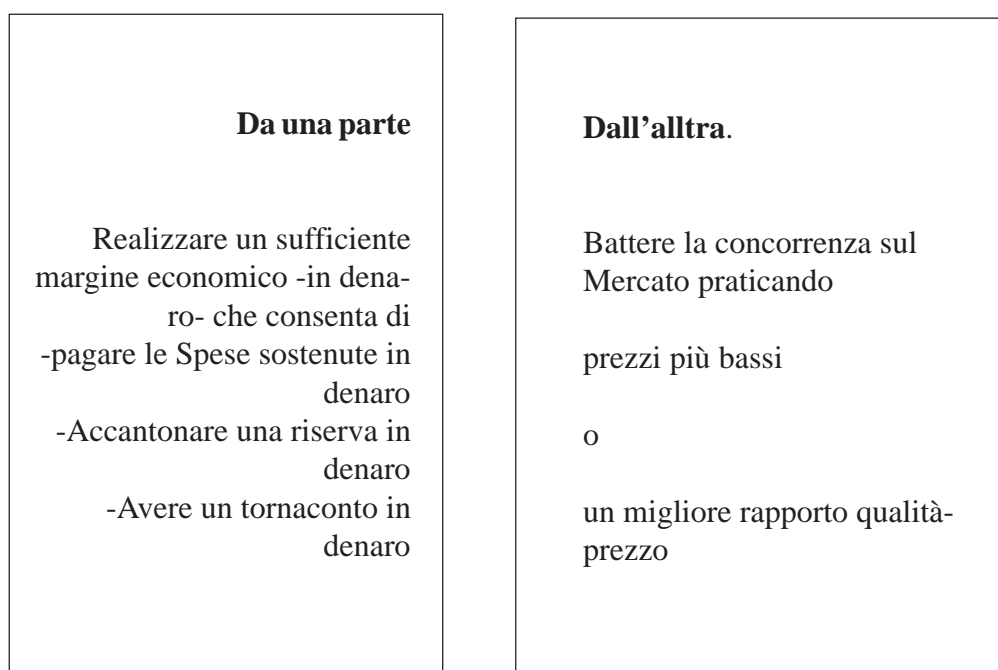 Da una parte
Realizzare un sufficiente
margine economico -in dena-
ro- che consenta di
-pagare le Spese sostenute in
denaro
-Accantonare una riserva in
denaro
-Avere un tornaconto in
denaro
Dall’alltra.
Battere la concorrenza sul
Mercato praticando
prezzi più bassi
o
un migliore rapporto qualità-
prezzo